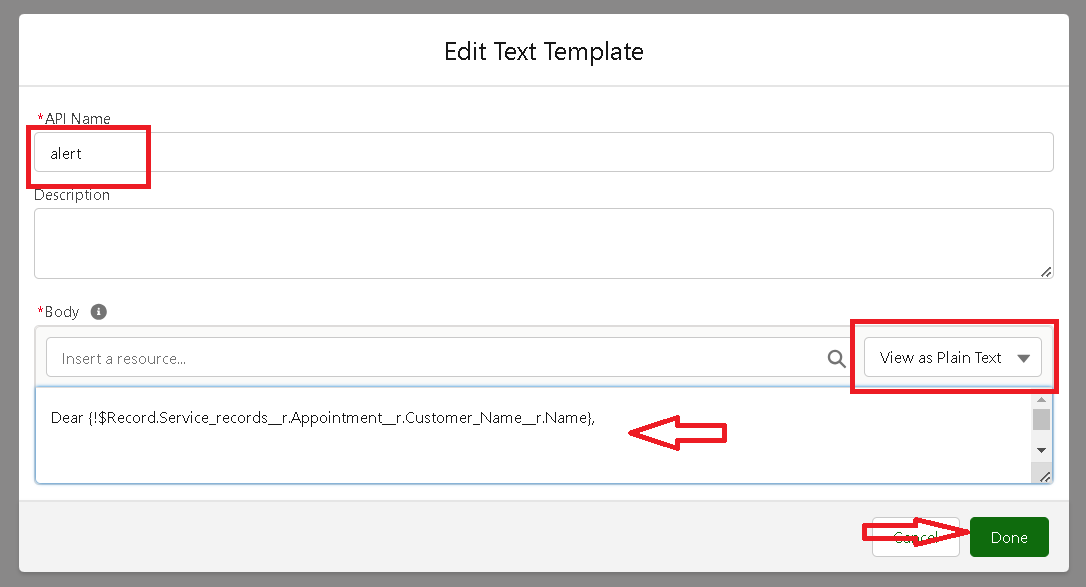 Edit Text Template
*API Name
alert
Description
*Body
Insert a resource...
View as Plain Text
Dear {!$Record.Service_records__r.Appointment__r.Customer_Name__r.Name},
Cancel
Done